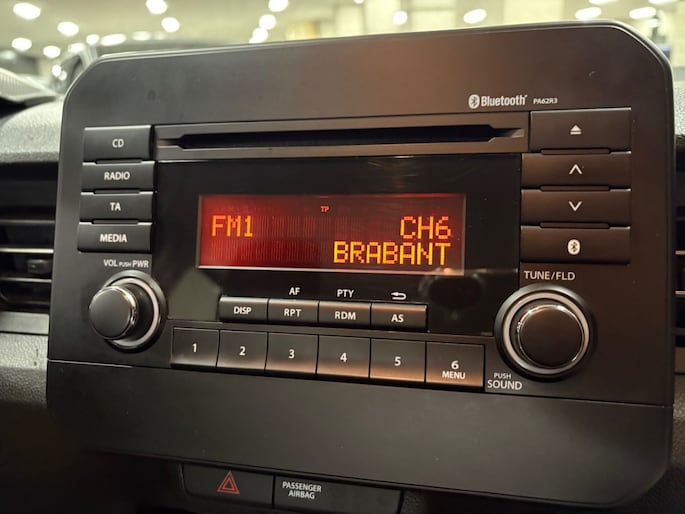 Bluetooth® PA62R3
CD
RADIO
TA
MEDIA
TP
FM1 CH6
BRABANT
VOL PUSH PWR
TUNE/FLD
AF PTY
DISP RPT RDM AS
1 2 3 4 5 6
MENU
PUSH
SOUND
PASSENGER
AIRBAG